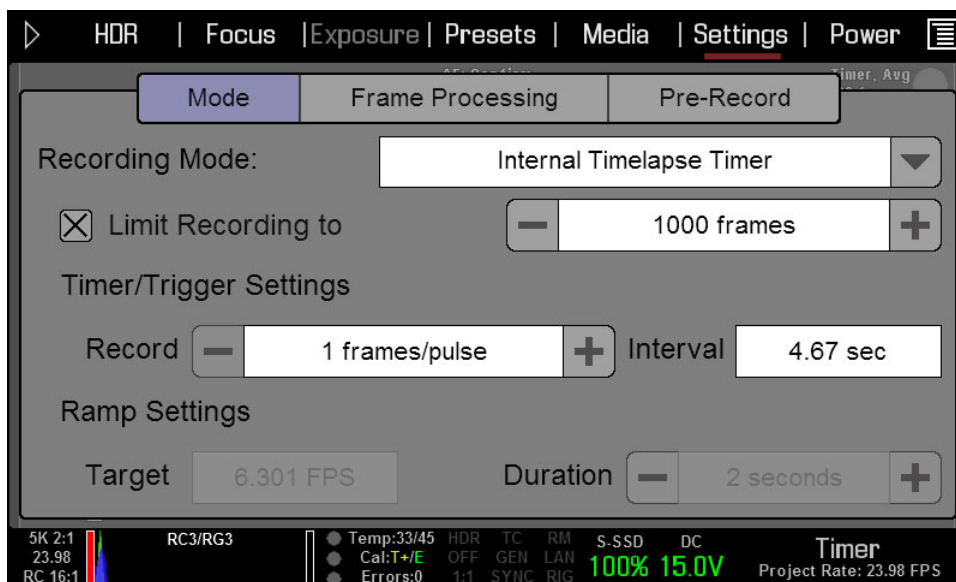 HDR | Focus | Exposure | Presets | Media | Settings | Power
Timer, Avg
Mode Frame Processing Pre-Record
Recording Mode: Internal Timelapse Timer
Limit Recording to 1000 frames
Timer/Trigger Settings
Record 1 frames/pulse Interval 4.67 sec
Ramp Settings
Target 6.301 FPS Duration 2 seconds
5K 2:1 RC3/RG3 Temp:33/45 HDR TC RM S-SSD DC Timer
23.98 Cal:T+/E OFF GEN LAN 100% 15.0V Project Rate: 23.98 FPS
RC 16:1 Errors:0 1:1 SYNC RIG